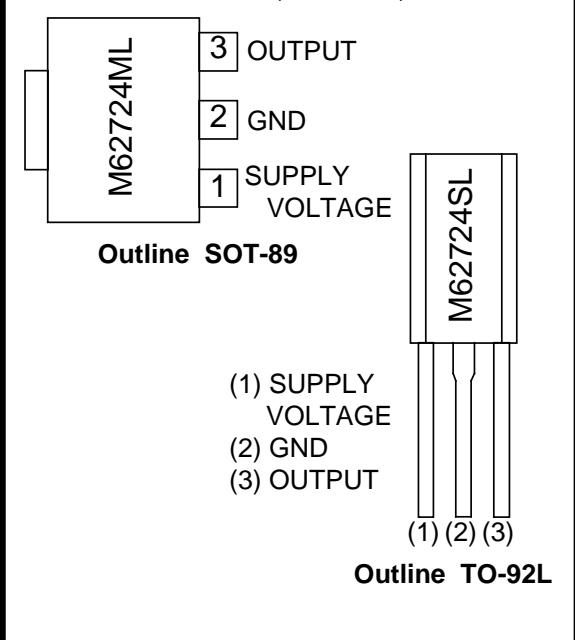 M62724ML
3 OUTPUT
2 GND
1 SUPPLY
VOLTAGE
Outline SOT-89
M62724SL
(1) SUPPLY
VOLTAGE
(2) GND
(3) OUTPUT
(1) (2) (3)
Outline TO-92L